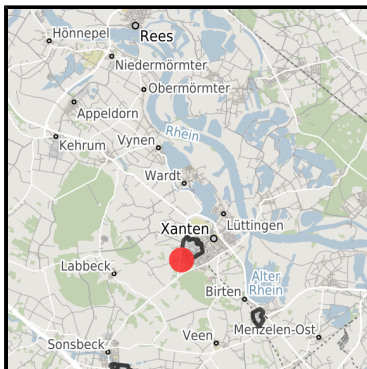 Hönnepel
Rees
Niedermörmter
Obermörmter
Appeldorn
Rhein
Vynen
Kehrum
Wardt
Xanten
Lüttingen
Labbeck
Alter
Rhein
Birten
Menzelen-Ost
Veen
Sonsbeck